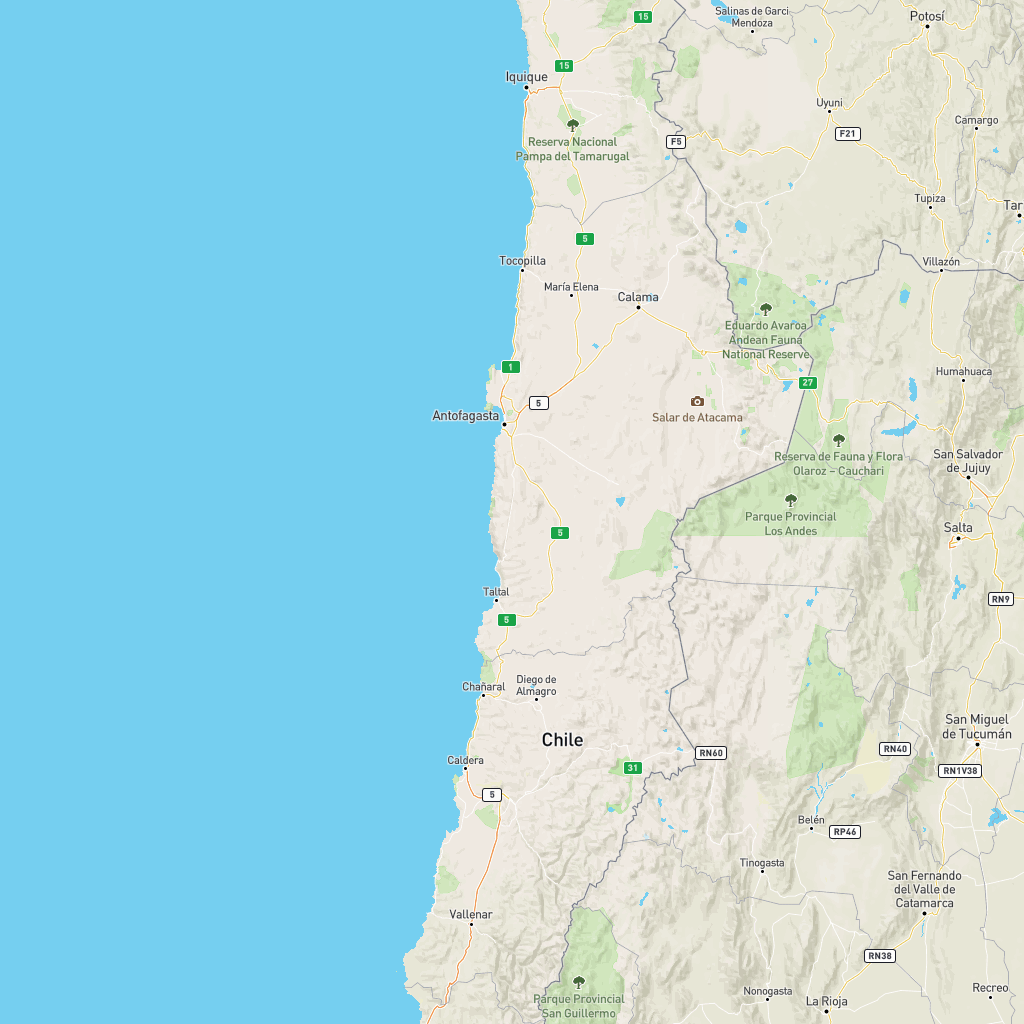 Salinas de Garci
Mendoza
15
Potosí
15
Iquique
Uyuni
Camargo
F21
F5
Reserva Nacional
Pampa del Tamarugal
Tupiza
Tar
5
Tocopilla
Villazón
María Elena
Calama
Eduardo Avaroa
Andean Fauna
National Reserve
1
Humahuaca
27
5
Salar de Atacama
Antofagasta
Reserva de Fauna y Flora
Olaroz – Cauchari
San Salvador
de Jujuy
Parque Provincial
Los Andes
Salta
5
Taltal
RN9
5
Chañaral
Diego de
Almagro
San Miguel
de Tucumán
Chile
RN40
RN60
Caldera
31
RN1V38
5
Belén
RP46
Tinogasta
San Fernando
del Valle de
Catamarca
Vallenar
RN38
Parque Provincial
San Guillermo
Nonogasta
La Rioja
Recreo